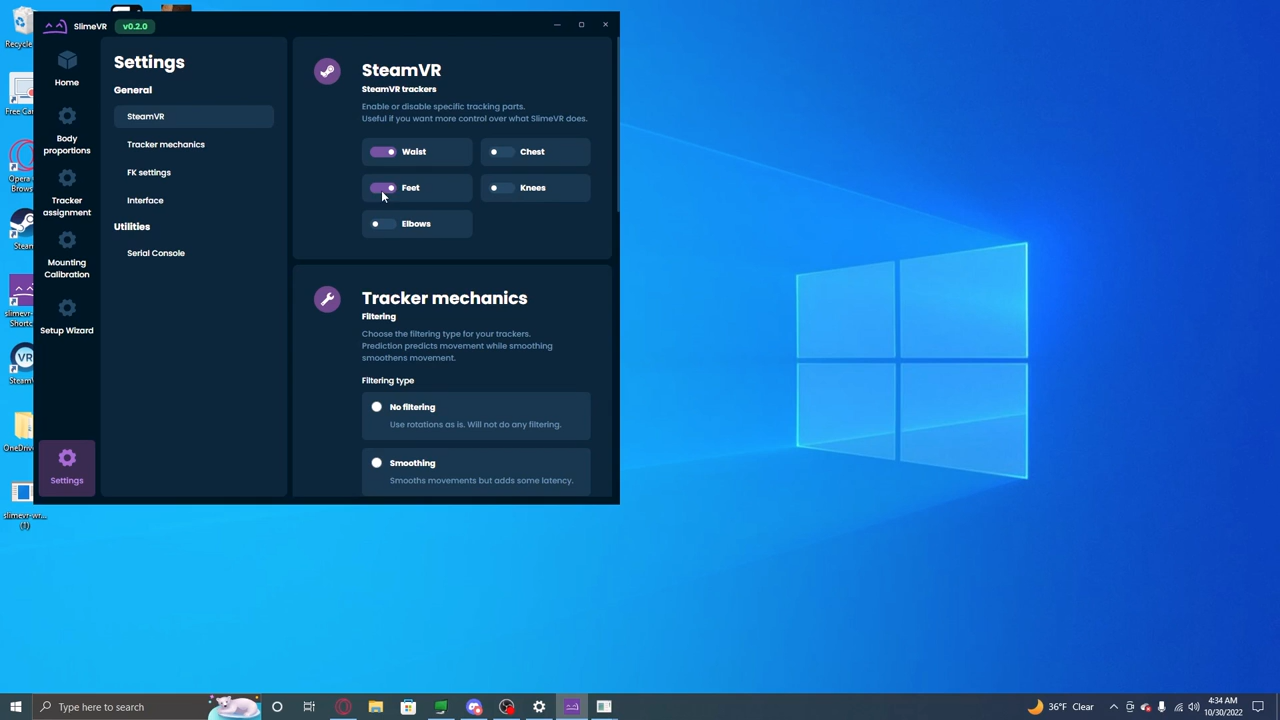 SlimeVR
v0.2.0
Home
Body
proportions
Tracker
assignment
Mounting
Calibration
Setup Wizard
Settings
Settings
General
SteamVR
Tracker mechanics
FK settings
Interface
Utilities
Serial Console
SteamVR
SteamVR trackers
Enable or disable specific tracking parts.
Useful if you want more control over what SlimeVR does.
Waist
Chest
Feet
Knees
Elbows
Tracker mechanics
Filtering
Choose the filtering type for your trackers.
Prediction predicts movement while smoothing
smoothens movement.
Filtering type
No filtering
Use rotations as is. Will not do any filtering.
Smoothing
Smooths movements but adds some latency.
slimevr-wr...
(1)
Type here to search
36°F Clear
4:34 AM
10/30/2022